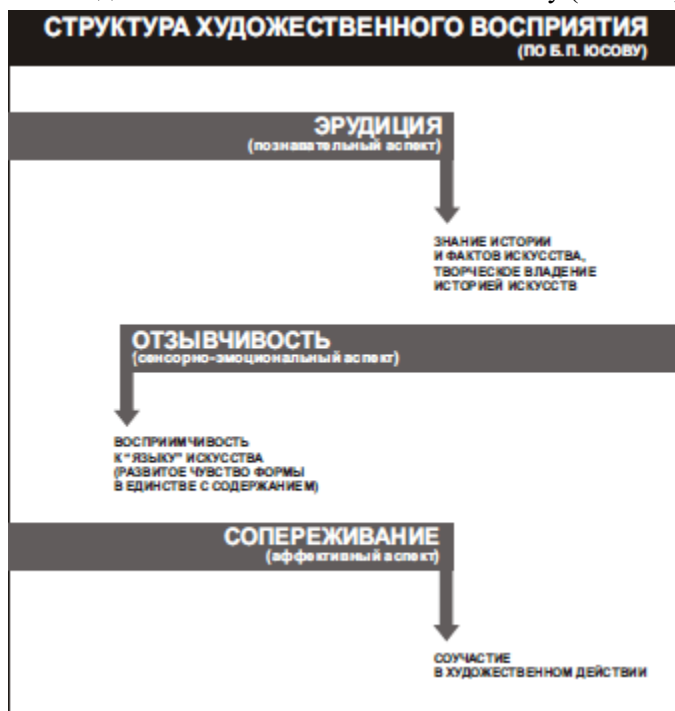 СТРУКТУРА ХУДОЖЕСТВЕННОГО ВОСПРИЯТИЯ
(ПО Б.П. ЮСОВУ)
ЭРУДИЦИЯ
(познавательный аспект)
ЗНАНИЕ ИСТОРИИ
И ФАКТОВ ИСКУССТВА,
ТВОРЧЕСКОЕ ВЛАДЕНИЕ
ИСТОРИЕЙ ИСКУССТВ
ОТЗЫВЧИВОСТЬ
(сенсорно-эмоциональный аспект)
ВОСПРИИМЧИВОСТЬ
К "ЯЗЫКУ" ИСКУССТВА
(РАЗВИТОЕ ЧУВСТВО ФОРМЫ
В ЕДИНСТВЕ С СОДЕРЖАНИЕМ)
СОПЕРЕЖИВАНИЕ
(аффективный аспект)
СОУЧАСТИЕ
В ХУДОЖЕСТВЕННОМ ДЕЙСТВИИ